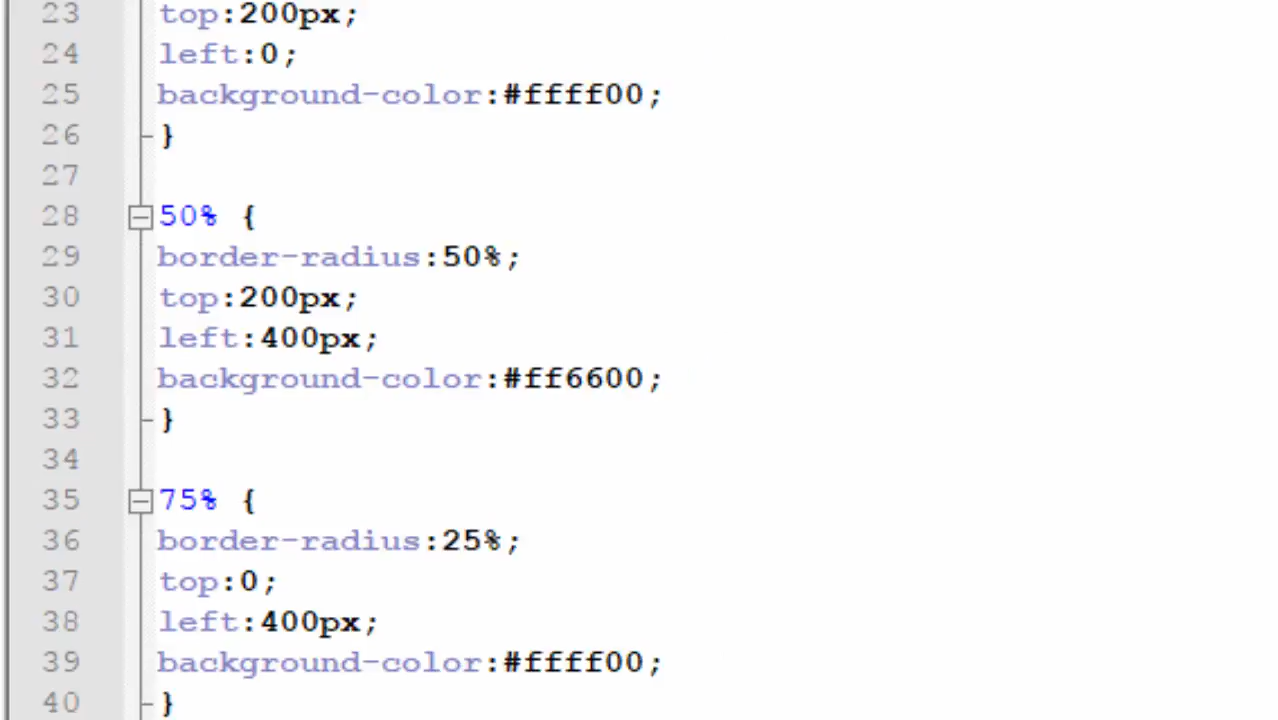 23 top:200px;
24 left:0;
25 background-color:#ffff00;
26 }
27
28 50% {
29 border-radius:50%;
30 top:200px;
31 left:400px;
32 background-color:#ff6600;
33 }
34
35 75% {
36 border-radius:25%;
37 top:0;
38 left:400px;
39 background-color:#ffff00;
40 }